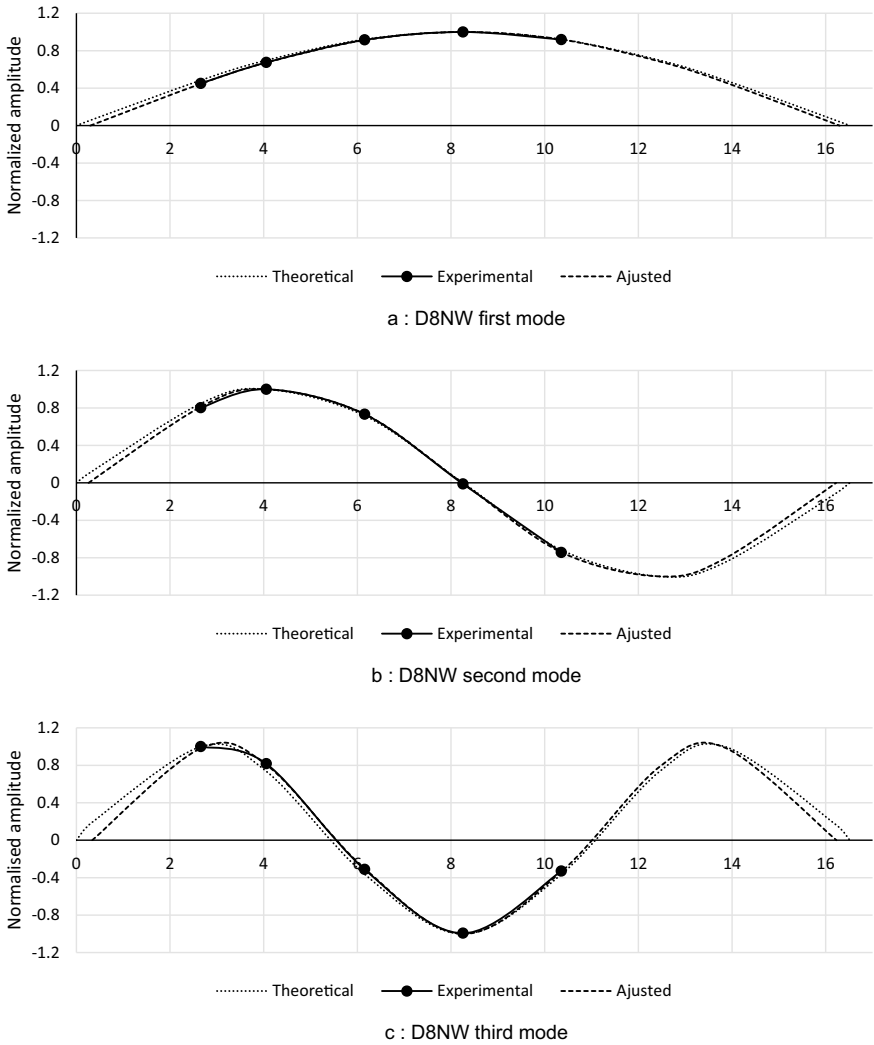 Normalized amplitude
1.2
0.8
0.4
0
-0.4
-0.8
-1.2
0 2 4 6 8 10 12 14 16
Theoretical Experimental Ajusted
a : D8NW first mode
Normalized amplitude
1.2
0.8
0.4
0
-0.4
-0.8
-1.2
0 2 4 6 8 10 12 14 16
Theoretical Experimental Ajusted
b : D8NW second mode
Normalised amplitude
1.2
0.8
0.4
0
-0.4
-0.8
-1.2
0 2 4 6 8 10 12 14 16
Theoretical Experimental Ajusted
c : D8NW third mode